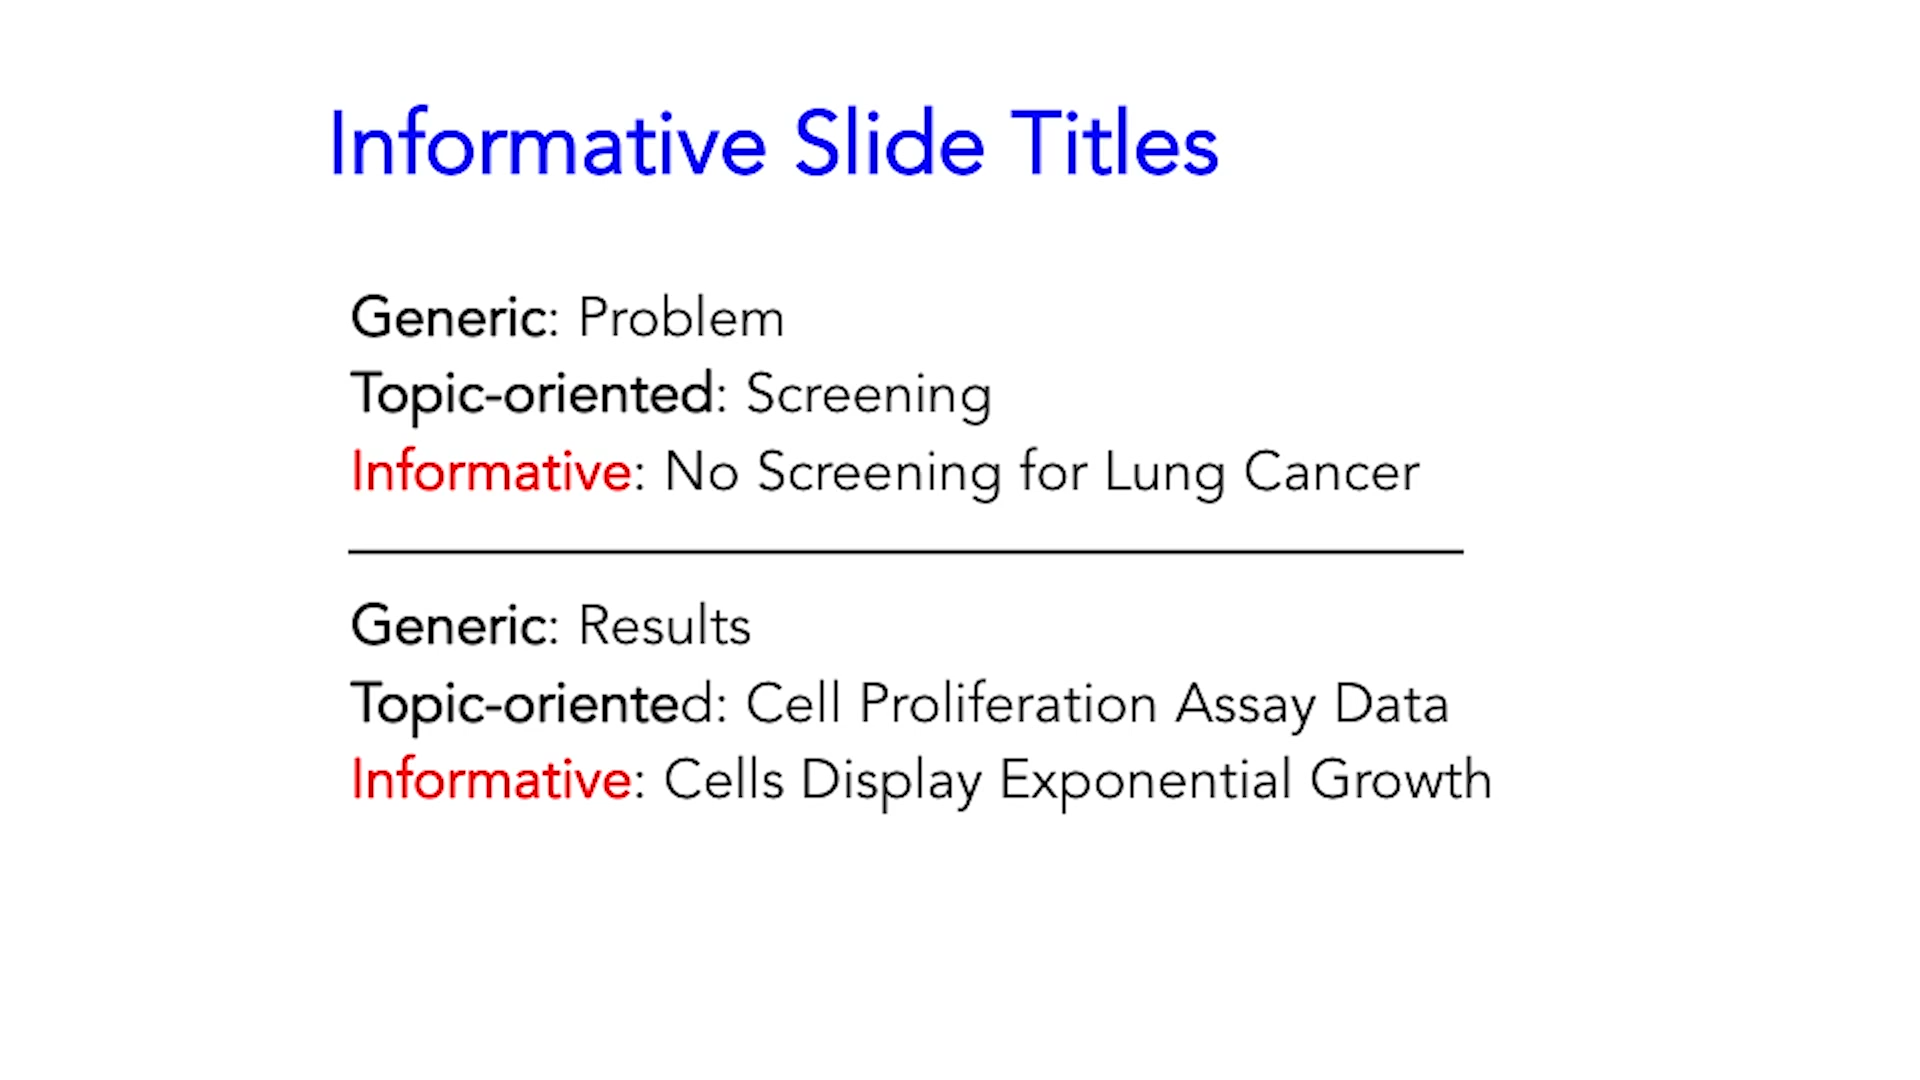 Informative Slide Titles
Generic: Problem
Topic-oriented: Screening
Informative: No Screening for Lung Cancer
Generic: Results
Topic-oriented: Cell Proliferation Assay Data
Informative: Cells Display Exponential Growth